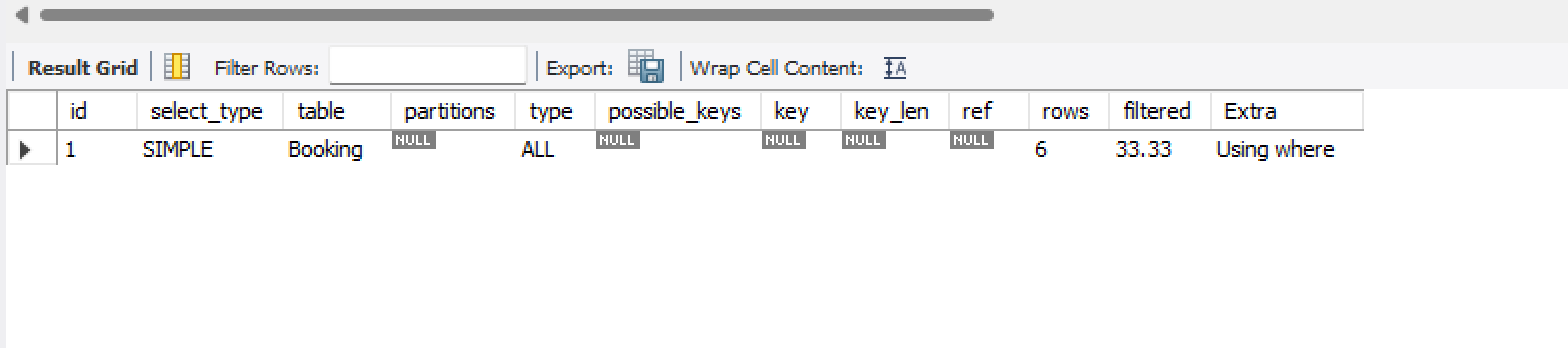 Result Grid Filter Rows: Export: Wrap Cell Content: IA
id select_type table partitions type possible_keys key key_len ref rows filtered Extra
1 SIMPLE Booking NULL ALL NULL NULL NULL NULL 6 33.33 Using where